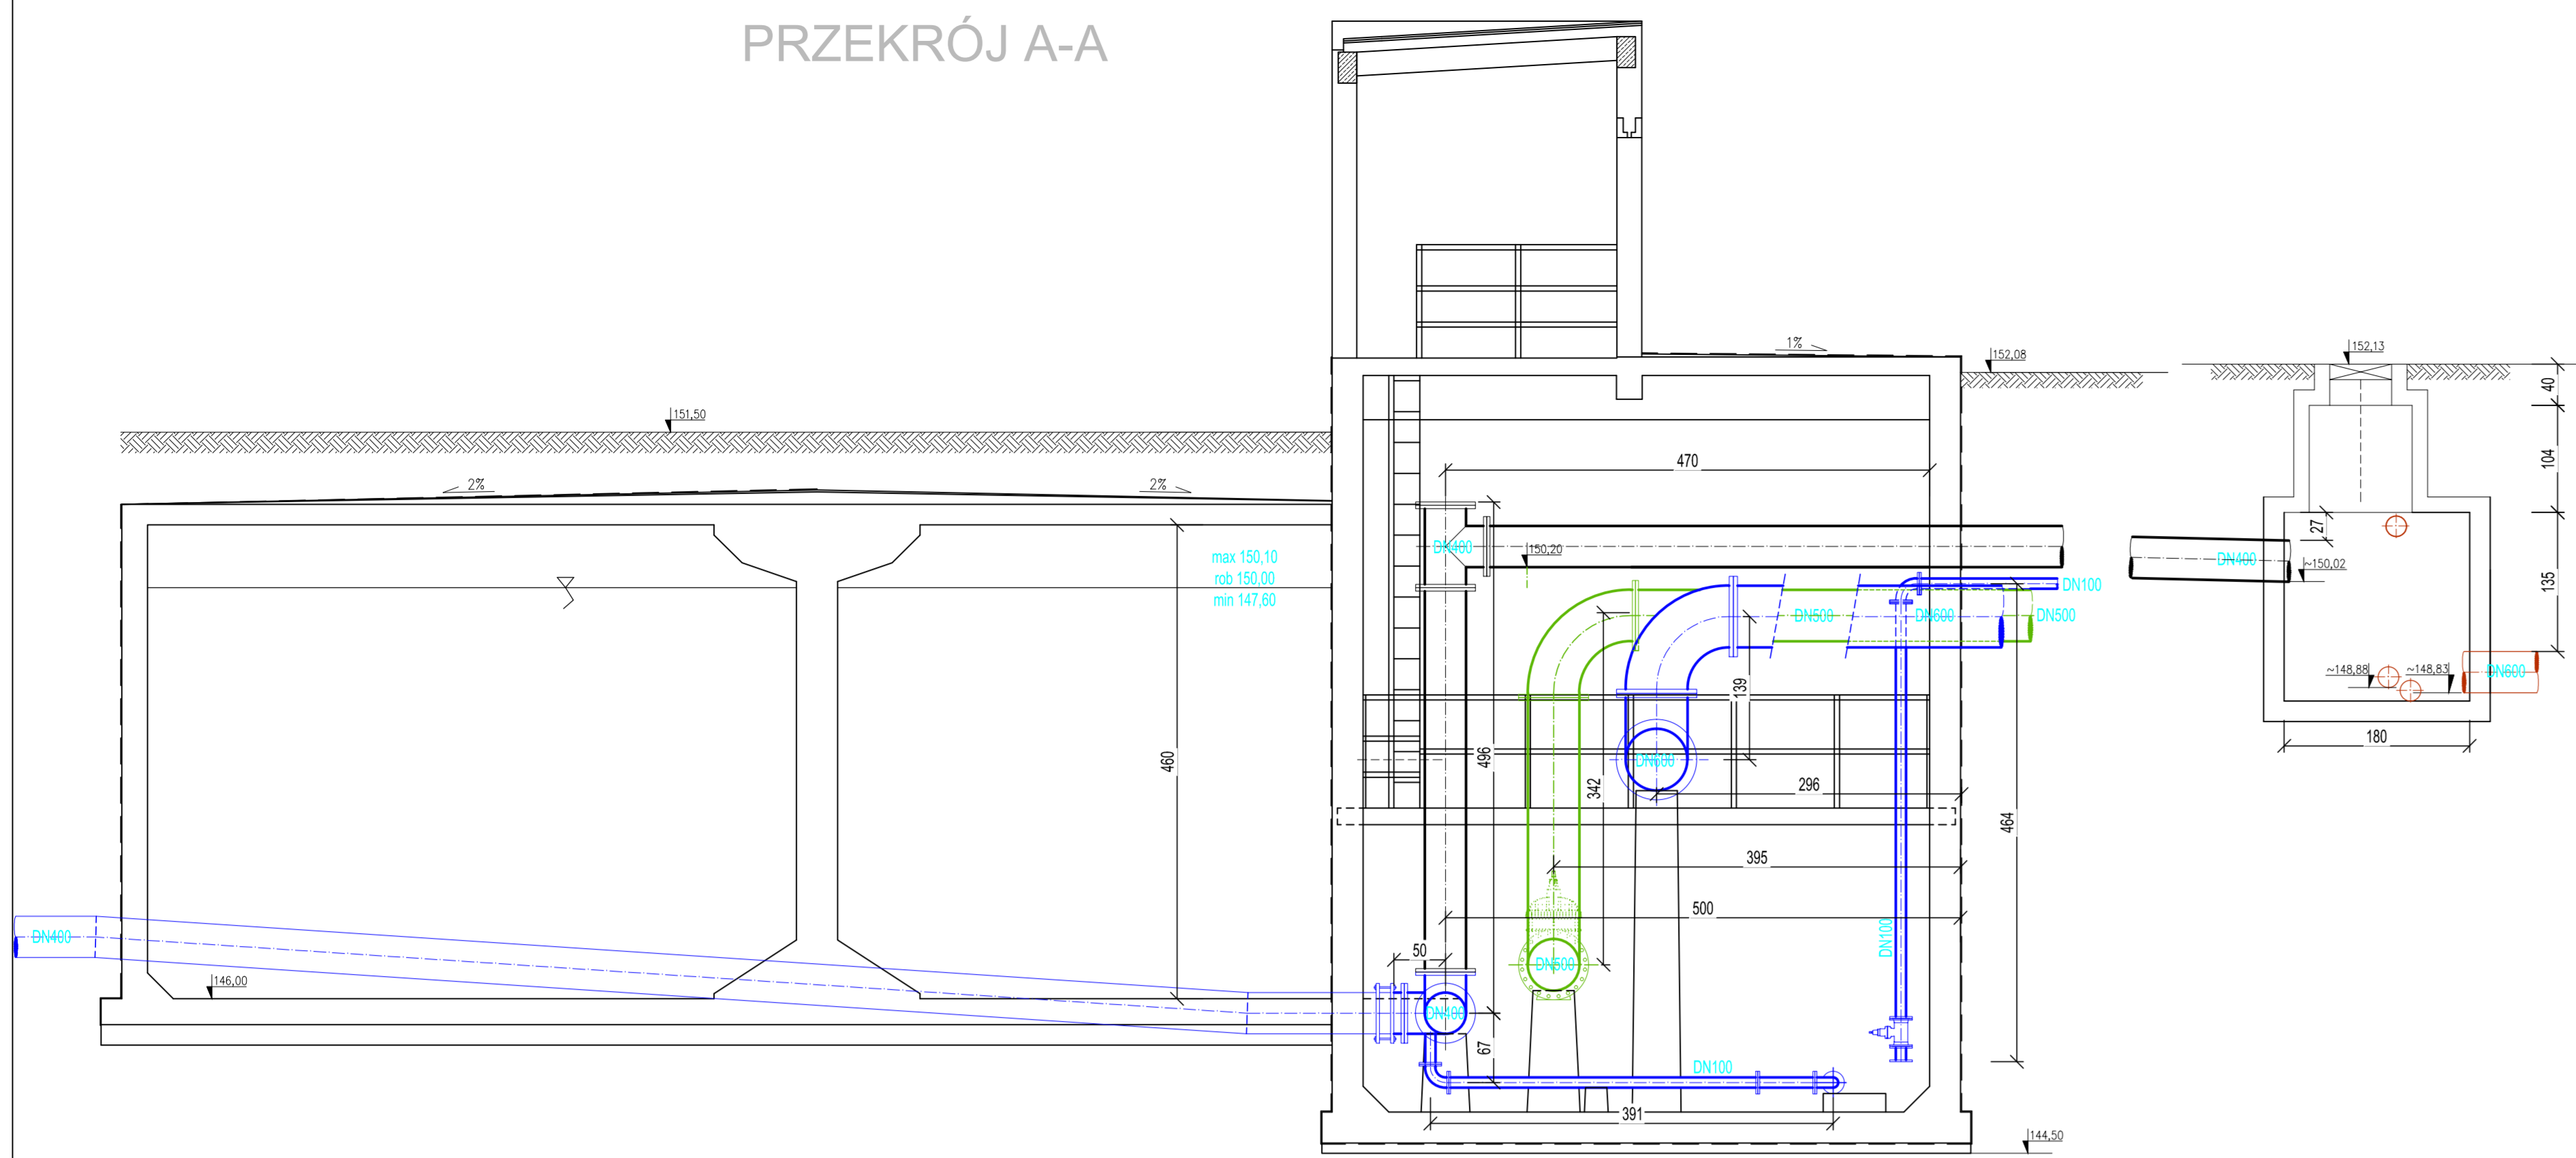 PRZEKRÓJ A-A
1%
152,08
152,13
40
151,50
104
470
2%
2%
27
max 150,10
rob 150,00
min 147,60
DN400
150,20
DN400
~150,02
135
DN100
DN500
DN600
DN500
~148,88
~148,83
DN600
139
180
460
496
DN600
342
296
464
395
500
DN400
50
DN100
DN500
146,00
DN400
67
DN100
391
144,50